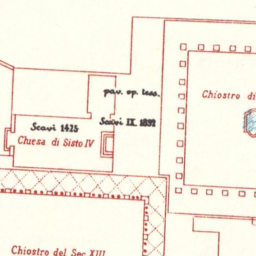 pav. op. tess.
Chiostro di
Scavi 1425
Scavi IX. 1892
Chiesa di Sisto IV
Chiostro del Sec XIII